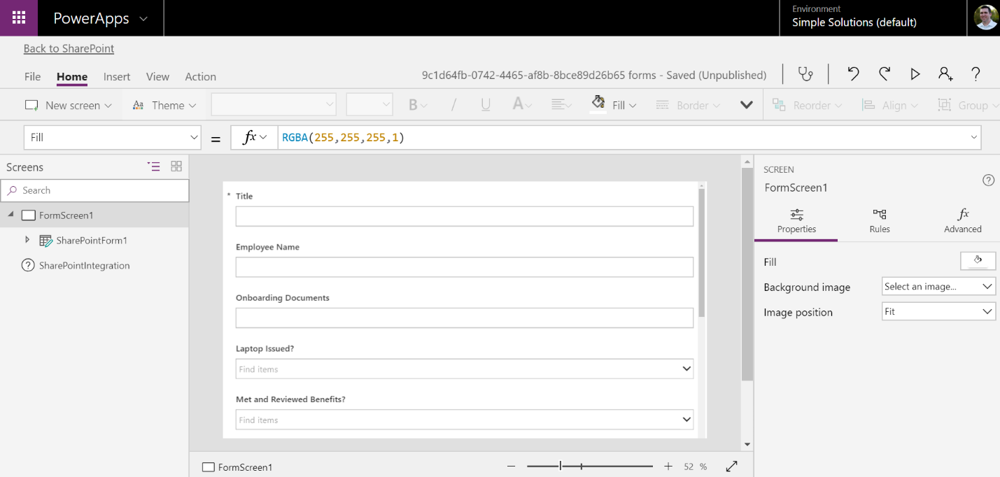 PowerApps
Environment
Simple Solutions (default)
Back to SharePoint
File Home Insert View Action
9c1d64fb-0742-4465-af8b-8bce89d26b65 forms - Saved (Unpublished)
New screen Theme B / U A Fill Border Reorder Align Group
Fill = fx RGBA(255,255,255,1)
Screens
Search
FormScreen1
SharePointForm1
SharePointIntegration
* Title
Employee Name
Onboarding Documents
Laptop Issued?
Find items
Met and Reviewed Benefits?
Find items
FormScreen1
52 %
SCREEN
FormScreen1
Properties Rules Advanced
Fill
Background image Select an image...
Image position Fit